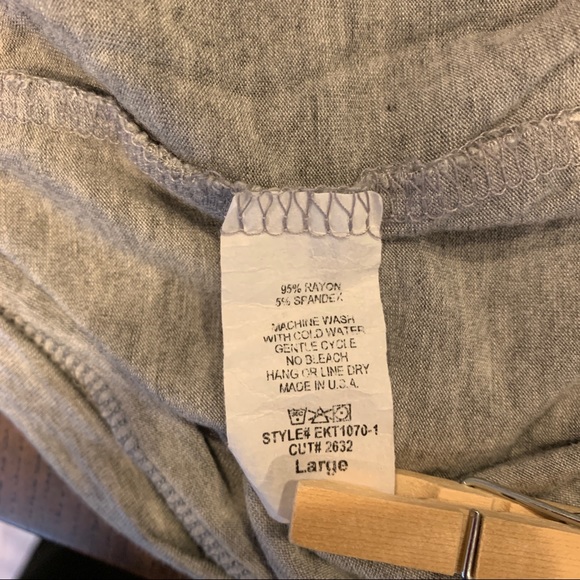 95% RAYON
5% SPANDEX
MACHINE WASH
WITH COLD WATER
GENTLE CYCLE
NO BLEACH
HANG OR LINE DRY
MADE IN U.S.A.
STYLE# EKT1070-1
CUT# 2632
Large